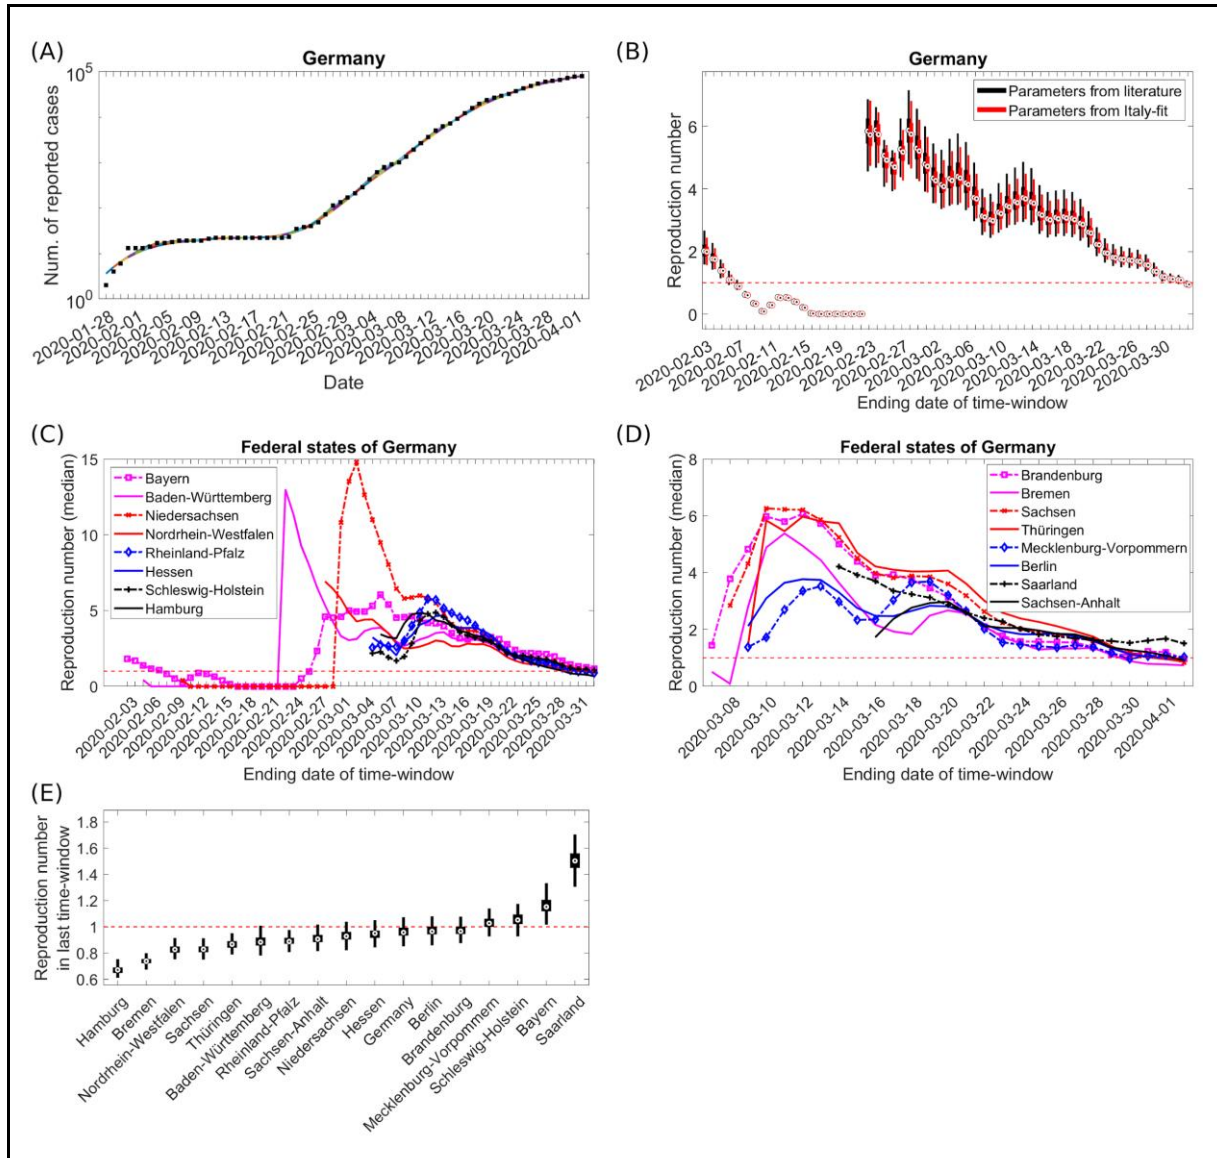 (A)
Germany
Num. of reported cases
10^5
10^0
2020-01-28
2020-02-01
2020-02-05
2020-02-09
2020-02-13
2020-02-17
2020-02-21
2020-02-25
2020-02-29
2020-03-04
2020-03-08
2020-03-12
2020-03-16
2020-03-20
2020-03-24
2020-03-28
2020-04-01
Date
(B)
Germany
Parameters from literature
Parameters from Italy-fit
Reproduction number
6
4
2
0
2020-02-03
2020-02-07
2020-02-11
2020-02-15
2020-02-19
2020-02-23
2020-02-27
2020-03-02
2020-03-06
2020-03-10
2020-03-14
2020-03-18
2020-03-22
2020-03-26
2020-03-30
Ending date of time-window
(C)
Federal states of Germany
Reproduction number (median)
15
10
5
0
Bayern
Baden-Württemberg
Niedersachsen
Nordrhein-Westfalen
Rheinland-Pfalz
Hessen
Schleswig-Holstein
Hamburg
2020-02-03
2020-02-06
2020-02-09
2020-02-12
2020-02-15
2020-02-18
2020-02-21
2020-02-24
2020-02-27
2020-03-01
2020-03-04
2020-03-07
2020-03-10
2020-03-13
2020-03-16
2020-03-19
2020-03-22
2020-03-25
2020-03-28
2020-03-31
Ending date of time-window
(D)
Federal states of Germany
Reproduction number (median)
8
6
4
2
0
Brandenburg
Bremen
Sachsen
Thüringen
Mecklenburg-Vorpommern
Berlin
Saarland
Sachsen-Anhalt
2020-03-08
2020-03-10
2020-03-12
2020-03-14
2020-03-16
2020-03-18
2020-03-20
2020-03-22
2020-03-24
2020-03-26
2020-03-28
2020-03-30
2020-04-01
Ending date of time-window
(E)
Reproduction number
in last time-window
1.8
1.6
1.4
1.2
1
0.8
0.6
Hamburg
Bremen
Nordrhein-Westfalen
Sachsen
Thüringen
Baden-Württemberg
Rheinland-Pfalz
Sachsen-Anhalt
Niedersachsen
Hessen
Germany
Berlin
Brandenburg
Mecklenburg-Vorpommern
Schleswig-Holstein
Bayern
Saarland